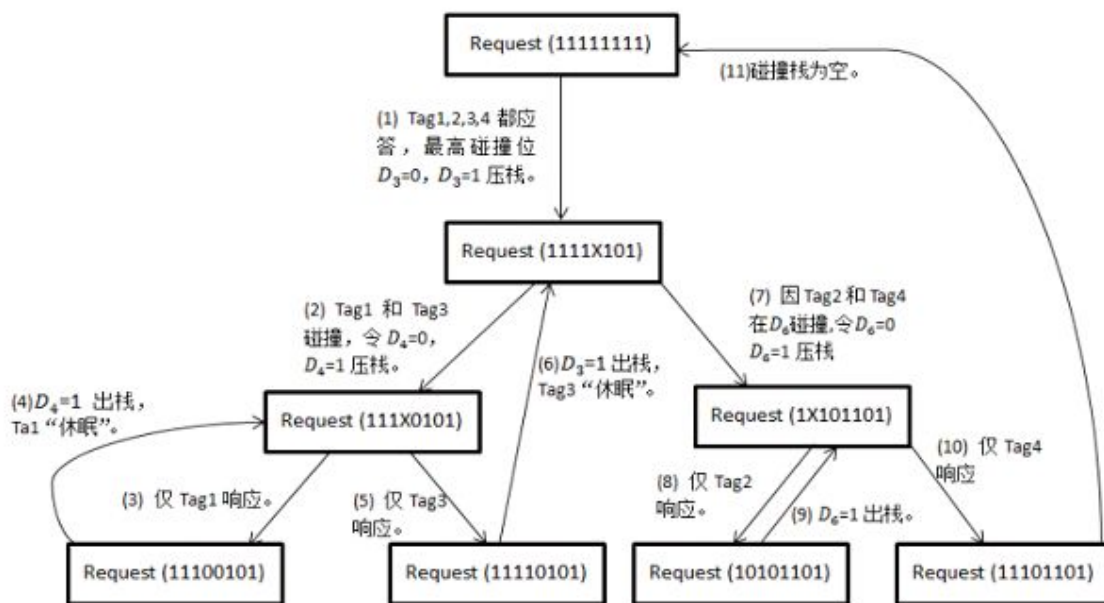 Request (11111111)
(11)碰撞栈为空。
(1) Tag1,2,3,4 都应
答，最高碰撞位
D₃=0，D₃=1 压栈。
Request (1111X101)
(2) Tag1 和 Tag3
碰撞，令 D₄=0，
D₄=1 压栈。
(6)D₃=1 出栈，
Tag3“休眠”。
(7) 因Tag2 和 Tag4
在D₆碰撞,令D₆=0
D₆=1 压栈
(4)D₄=1 出栈，
Ta1“休眠”。
Request (111X0101)
Request (1X101101)
(3) 仅 Tag1 响应。
(5) 仅 Tag3
响应。
(8) 仅 Tag2
响应。
(9) D₆=1 出栈。
(10) 仅 Tag4
响应
Request (11100101)
Request (11110101)
Request (10101101)
Request (11101101)